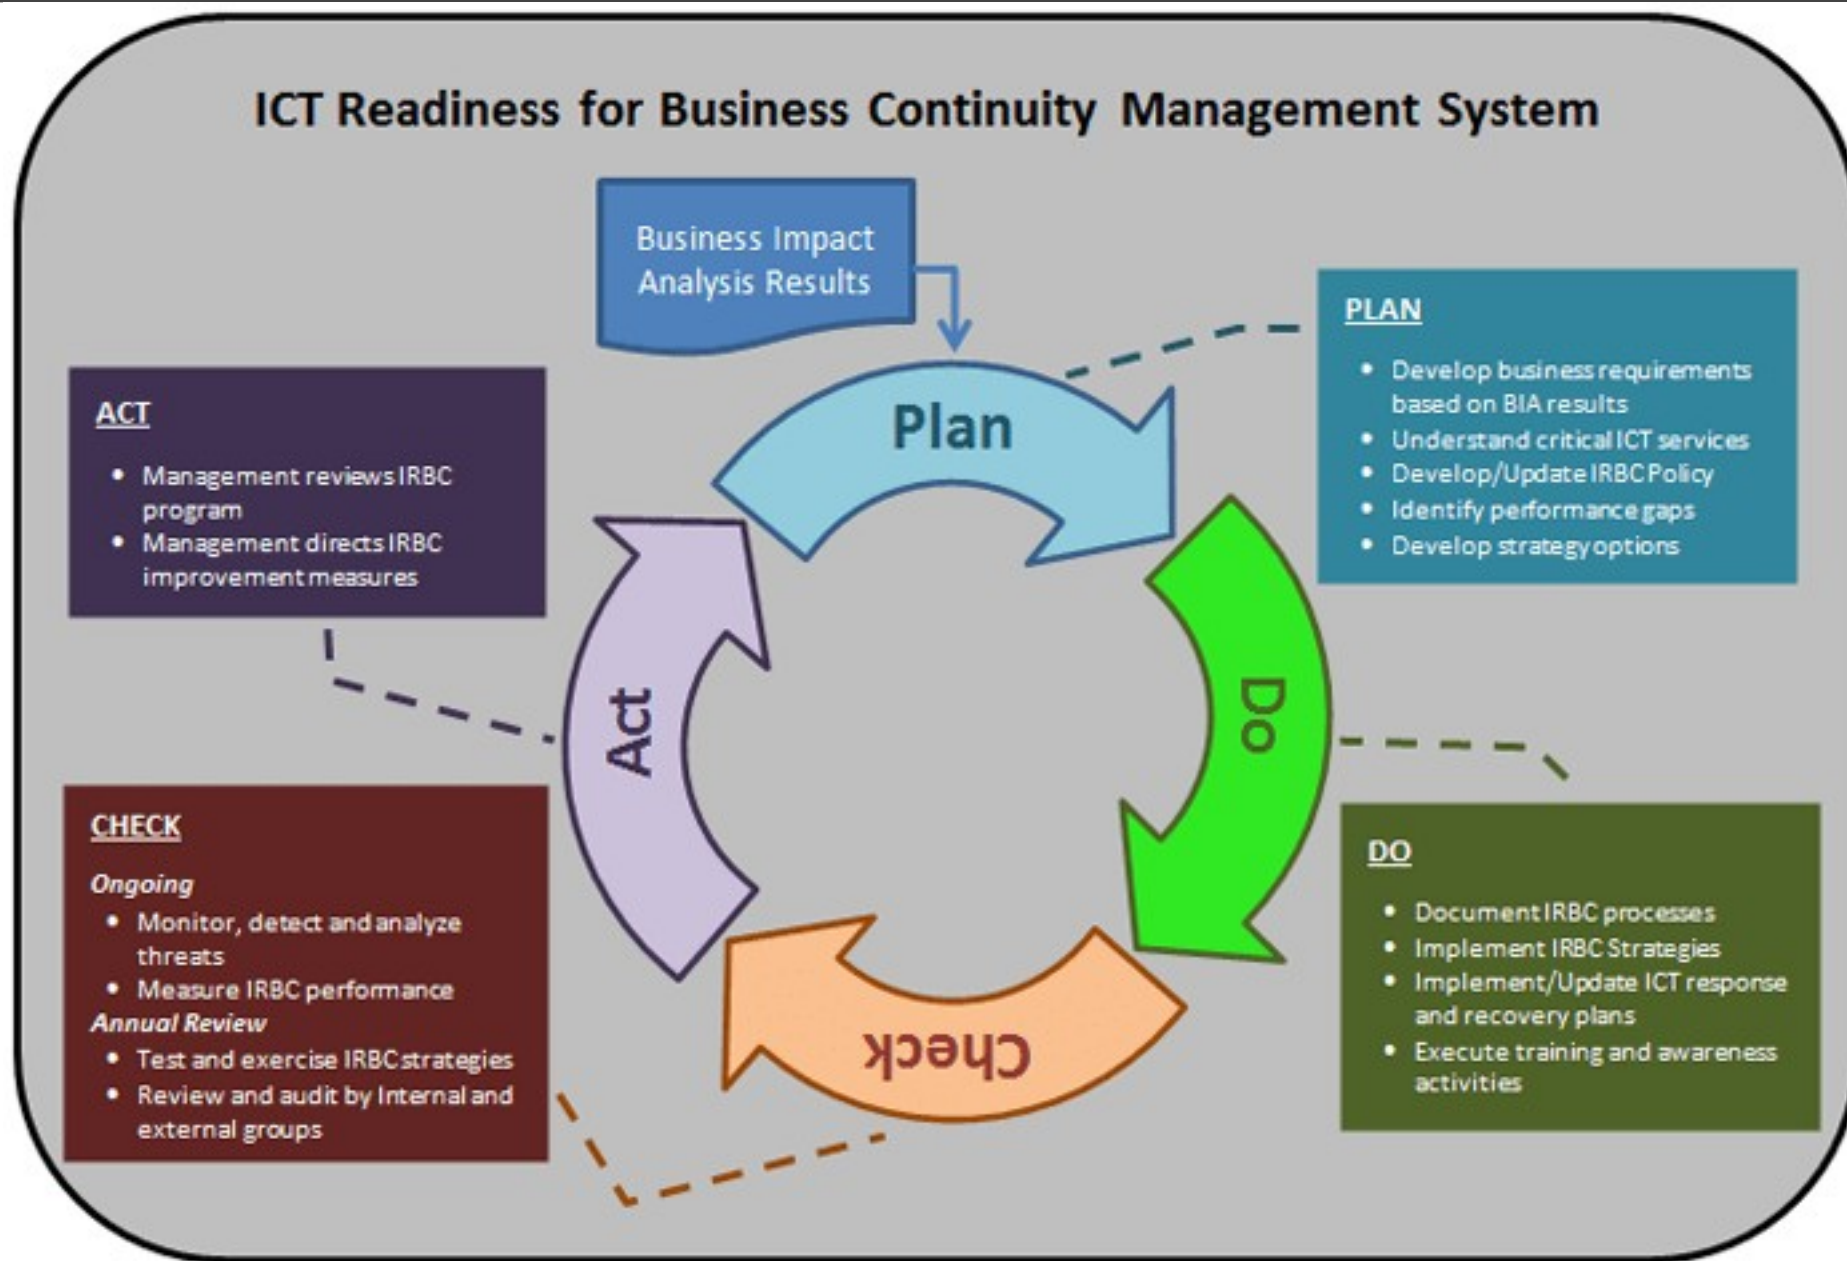 ICT Readiness for Business Continuity Management System
Business Impact
Analysis Results
PLAN
• Develop business requirements
based on BIA results
• Understand critical ICT services
• Develop/Update IRBC Policy
• Identify performance gaps
• Develop strategy options
ACT
• Management reviews IRBC
program
• Management directs IRBC
improvement measures
Plan
Do
Check
Act
CHECK
Ongoing
• Monitor, detect and analyze
threats
• Measure IRBC performance
Annual Review
• Test and exercise IRBC strategies
• Review and audit by Internal and
external groups
DO
• Document IRBC processes
• Implement IRBC Strategies
• Implement/Update ICT response
and recovery plans
• Execute training and awareness
activities